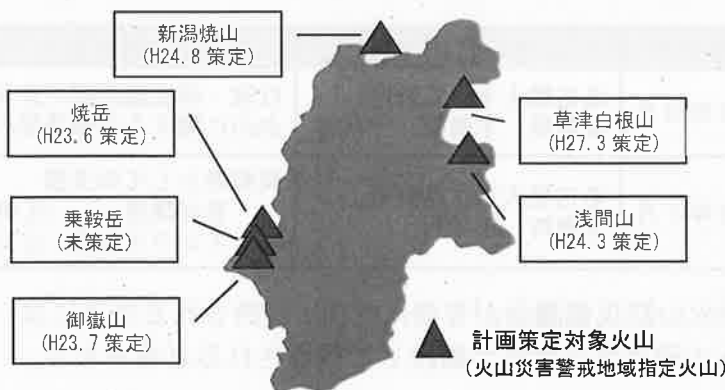 新潟焼山
(H24.8 策定)
焼岳
(H23.6 策定)
草津白根山
(H27.3 策定)
乗鞍岳
(未策定)
浅間山
(H24.3 策定)
御嶽山
(H23.7 策定)
計画策定対象火山
(火山災害警戒地域指定火山)